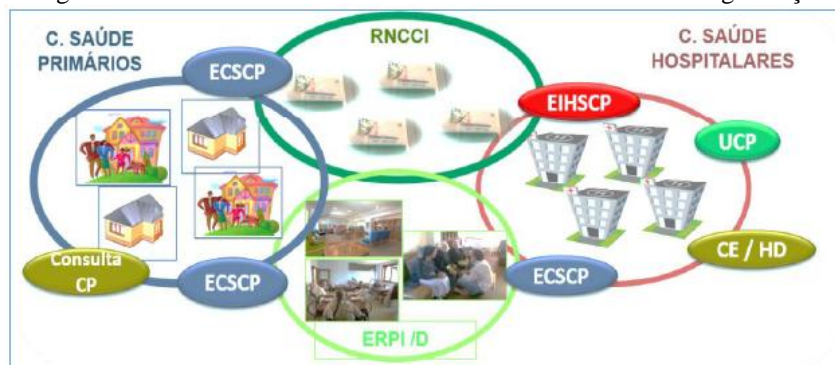 C. SAÚDE
PRIMÁRIOS
ECSCP
RNCCI
C. SAÚDE
HOSPITALARES
EIHSCP
UCP
Consulta
CP
ECSCP
ECSCP
CE / HD
ERPI /D